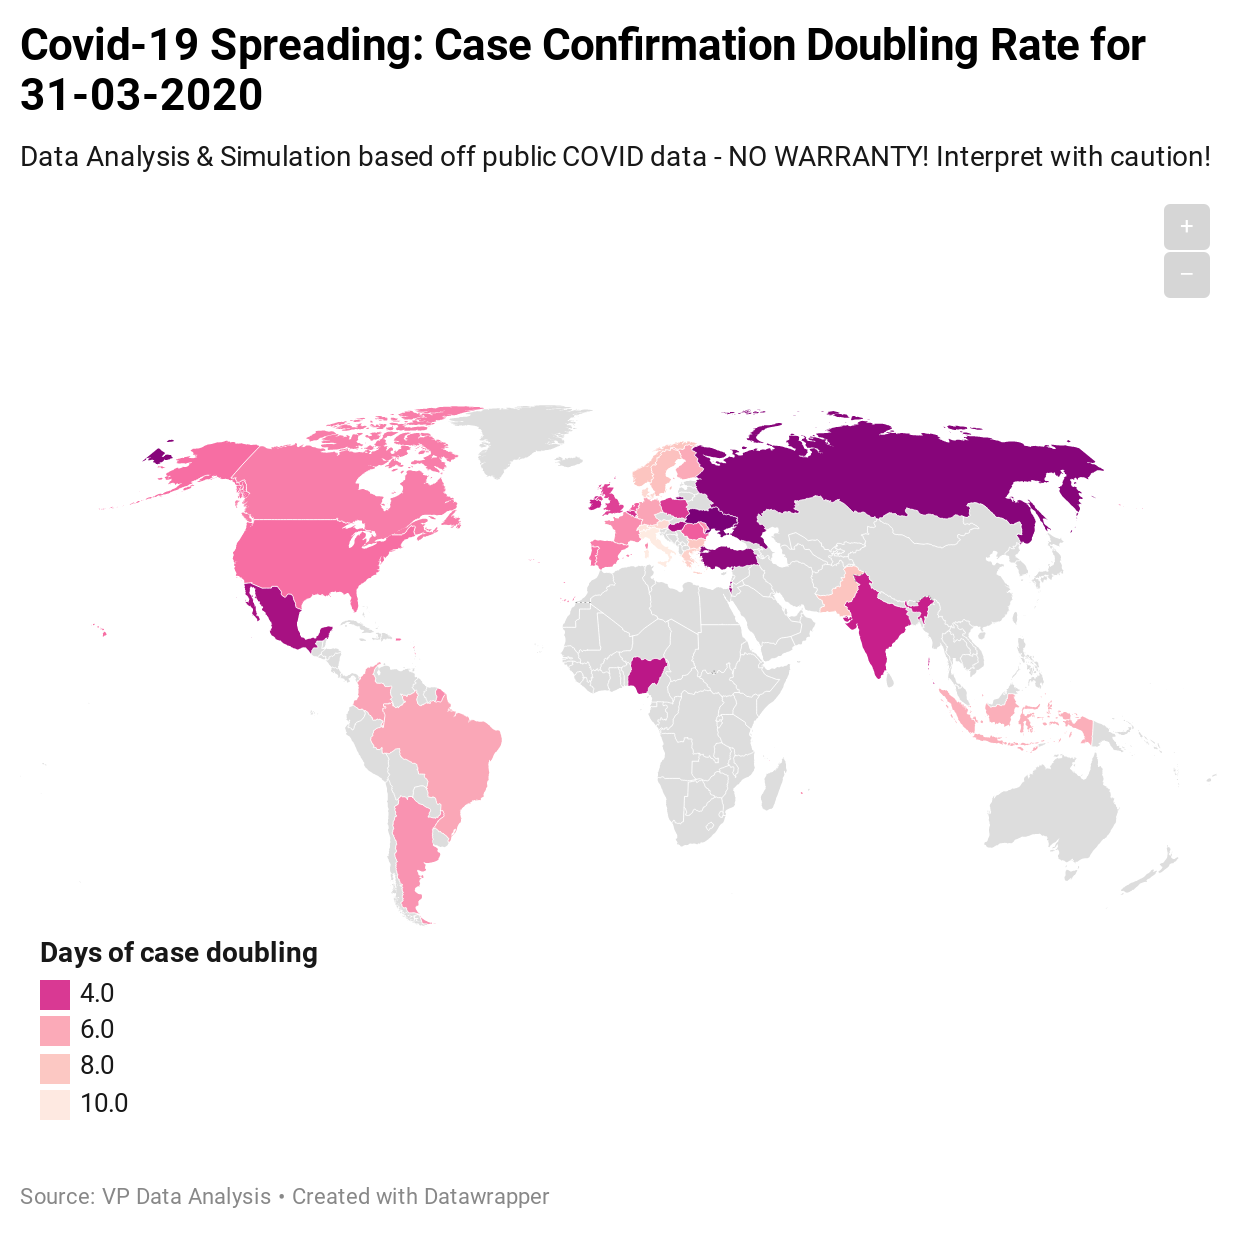 Covid-19 Spreading: Case Confirmation Doubling Rate for
31-03-2020
Data Analysis & Simulation based off public COVID data - NO WARRANTY! Interpret with caution!
+
−
Days of case doubling
4.0
6.0
8.0
10.0
Source: VP Data Analysis • Created with Datawrapper